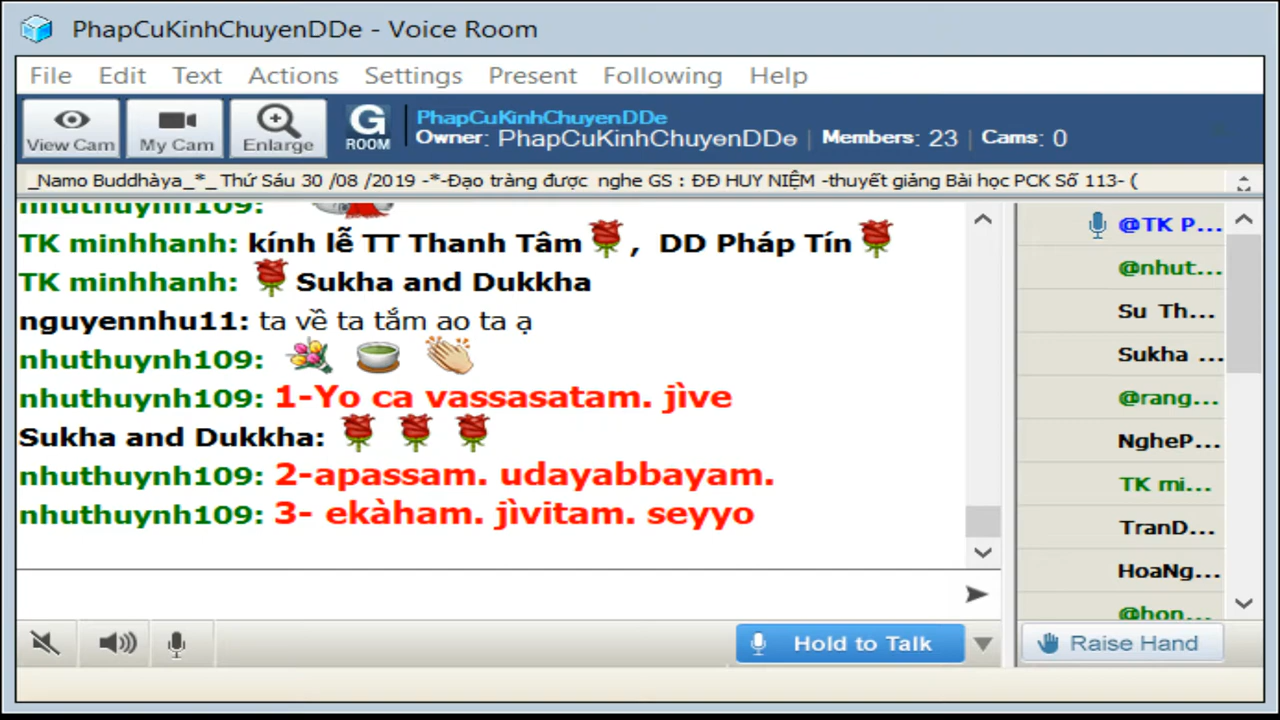 PhapCuKinhChuyenDDe - Voice Room
File Edit Text Actions Settings Present Following Help
View Cam My Cam Enlarge G ROOM
PhapCuKinhChuyenDDe
Owner: PhapCuKinhChuyenDDe | Members: 23 | Cams: 0
_Namo Buddhàya_*_ Thứ Sáu 30 /08 /2019 -*-Đạo tràng được nghe GS : ĐĐ HUY NIỆM -thuyết giảng Bài học PCK Số 113- (
nhuthuynh109:
TK minhhanh: kính lễ TT Thanh Tâm, DD Pháp Tín
TK minhhanh: Sukha and Dukkha
nguyennhu11: ta về ta tắm ao ta ạ
nhuthuynh109:
nhuthuynh109: 1-Yo ca vassasatam. jìve
Sukha and Dukkha:
nhuthuynh109: 2-apassam. udayabbayam.
nhuthuynh109: 3- ekàham. jìvitam. seyyo
@TK P...
@nhut...
Su Th...
Sukha ...
@rang...
NgheP...
TK mi...
TranD...
HoaNg...
@hon...
Hold to Talk
Raise Hand